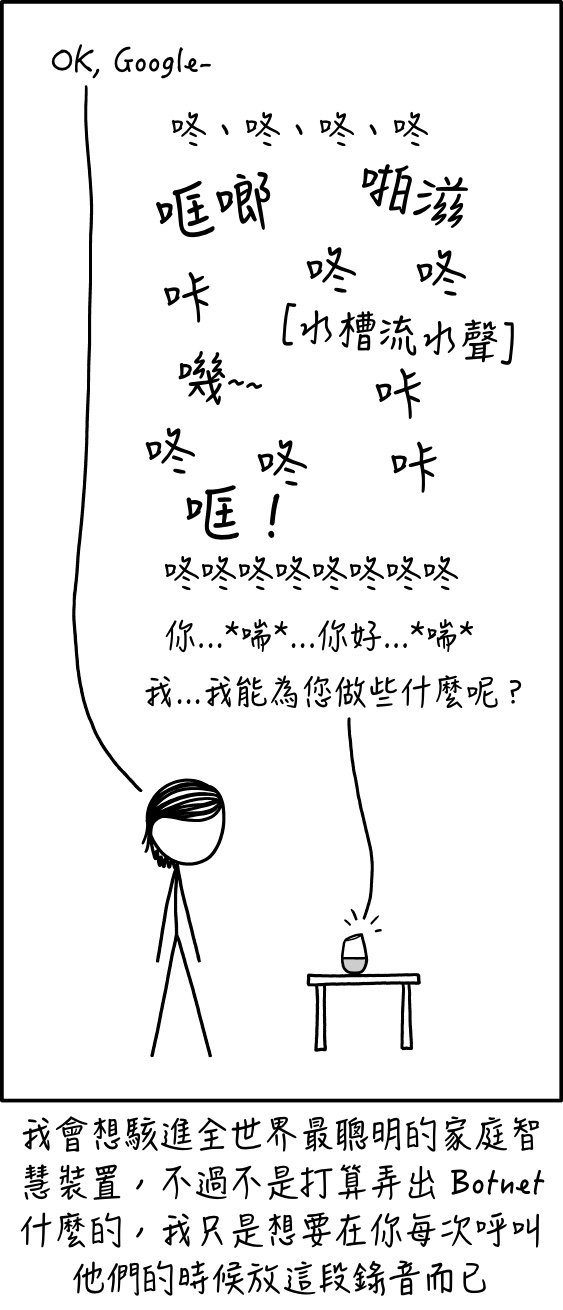 OK, Google-
咚、咚、咚、咚
哐啷
啪滋
咚 咚
咔
[水槽流水聲]
嘰~~
咔
咚 咚 咔
哐！
咚咚咚咚咚咚咚咚
你...*喘*...你好...*喘*
我...我能為您做些什麼呢？
我會想駭進全世界最聰明的家庭智
慧裝置，不過不是打算弄出 Botnet
什麼的，我只是想要在你每次呼叫
他們的時候放這段錄音而已